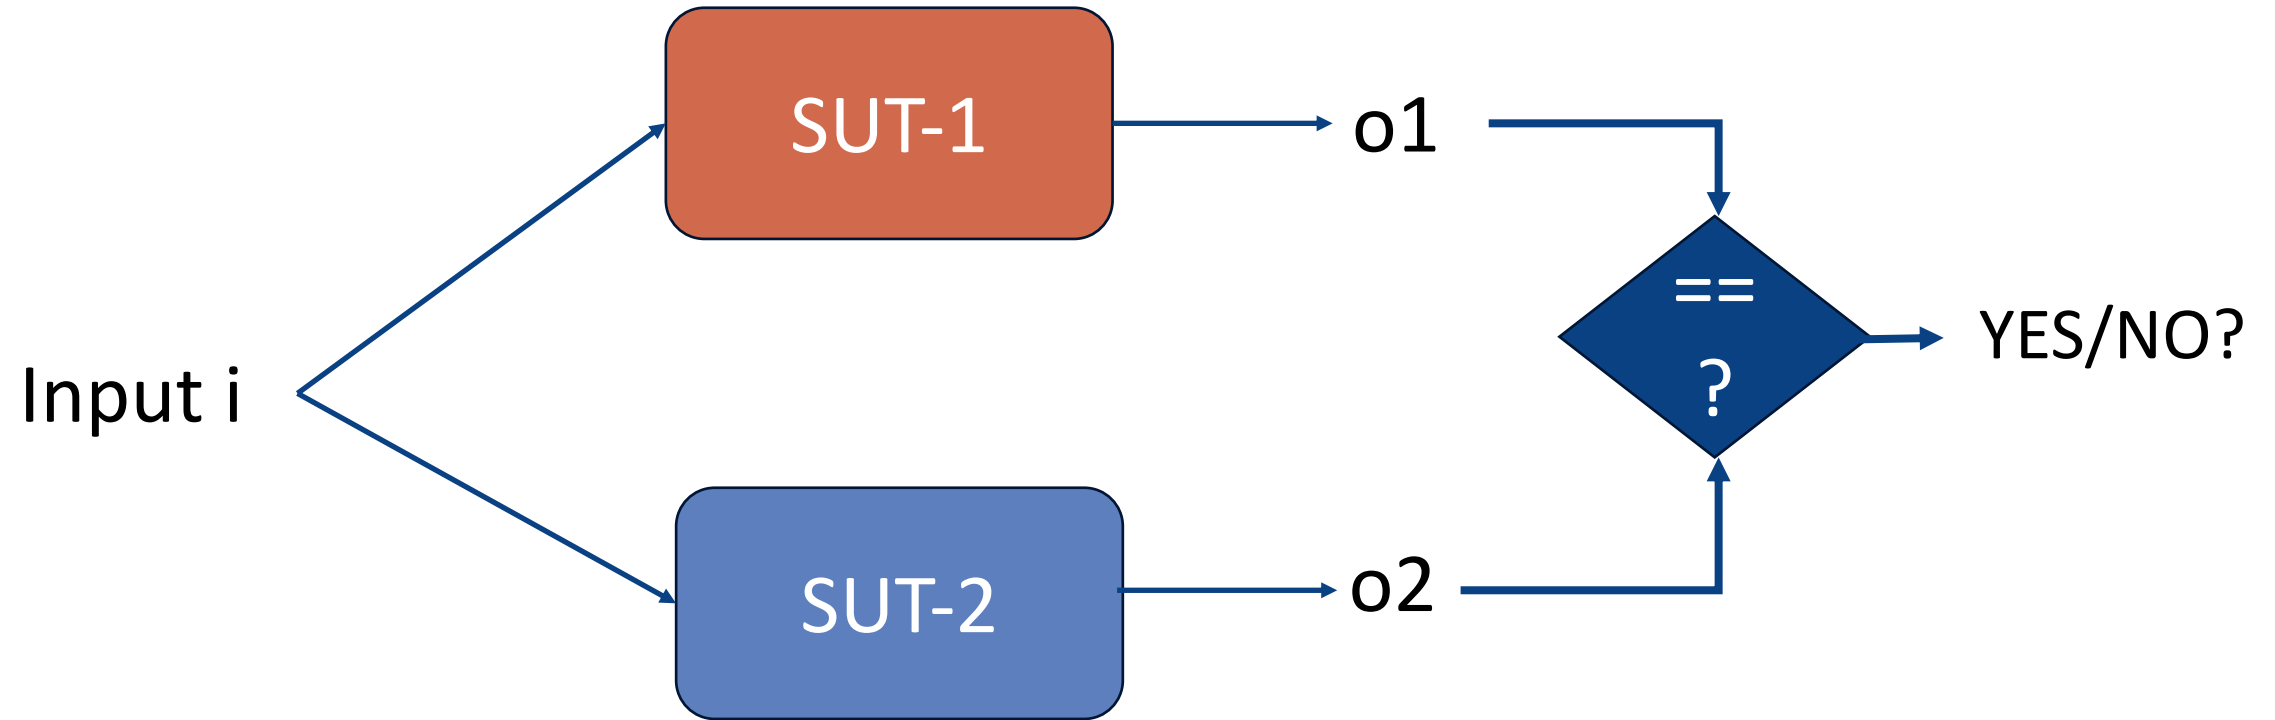 SUT-1
o1
==
?
YES/NO?
Input i
SUT-2
o2